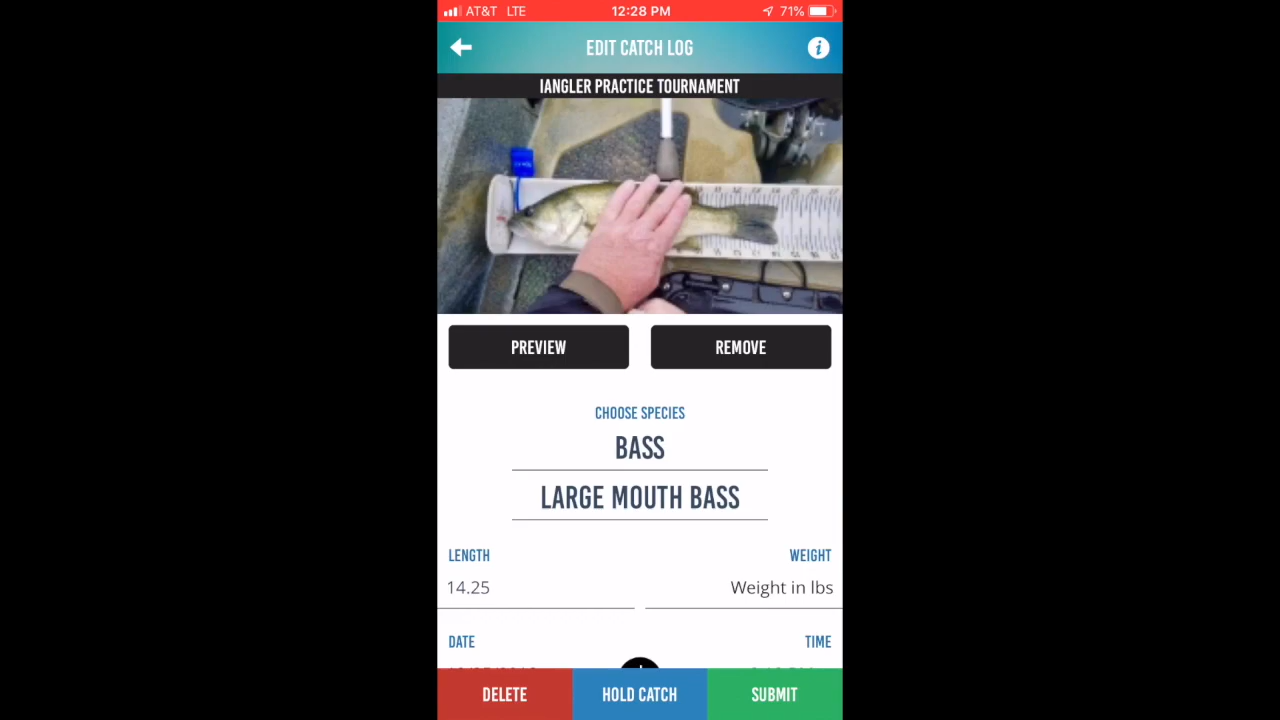 AT&T LTE 12:28 PM 71%
EDIT CATCH LOG
IANGLER PRACTICE TOURNAMENT
PREVIEW REMOVE
CHOOSE SPECIES
BASS
LARGE MOUTH BASS
LENGTH WEIGHT
14.25 Weight in lbs
DATE TIME
DELETE HOLD CATCH SUBMIT